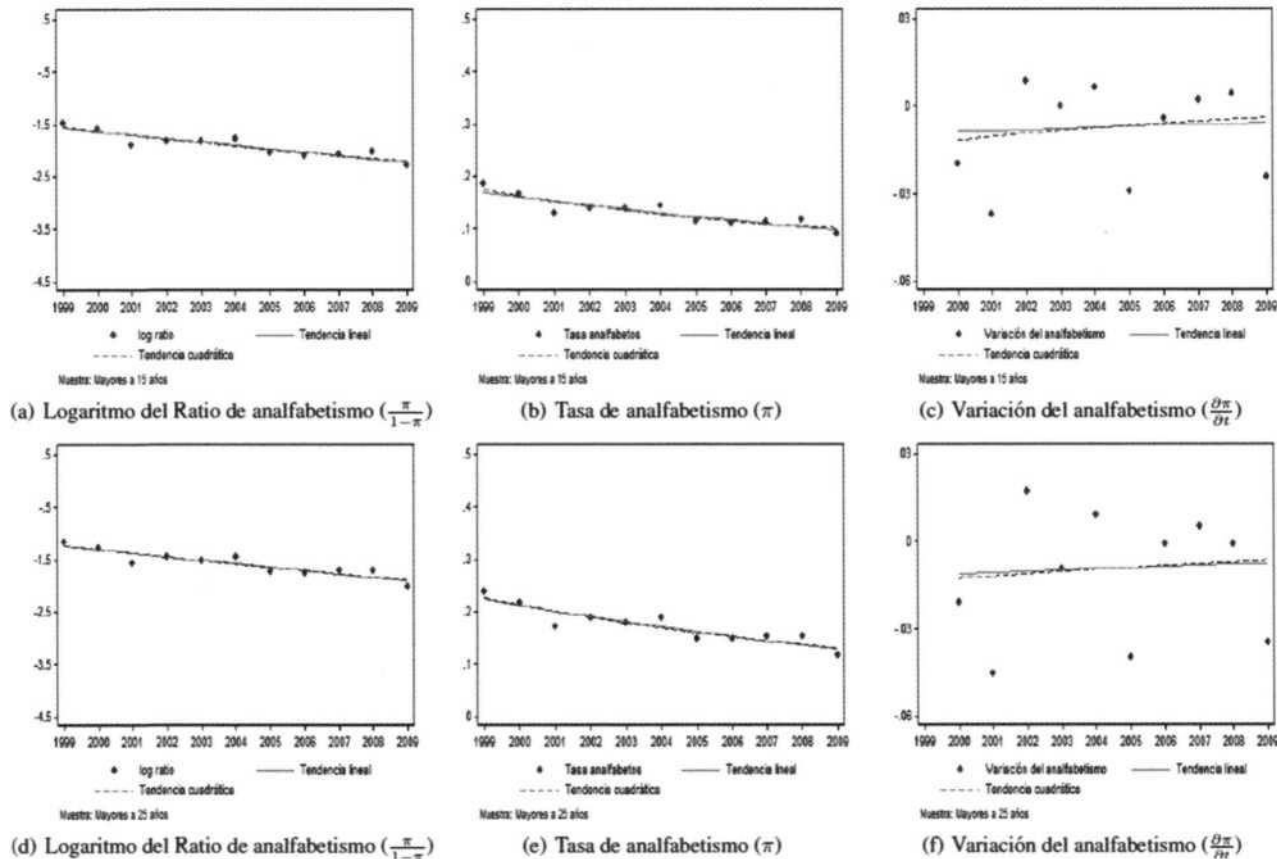 .5
-.5
-1.5
-2.5
-3.5
-4.5
1999 2000 2001 2002 2003 2004 2005 2006 2007 2008 2009
log ratio Tendencia lineal
Tendencia cuadrática
Muestra: Mayores a 15 años
(a) Logaritmo del Ratio de analfabetismo (π/1−π)
.5
.4
.3
.2
.1
0
1999 2000 2001 2002 2003 2004 2005 2006 2007 2008 2009
Tasa analfabetos Tendencia lineal
Tendencia cuadrática
Muestra: Mayores a 15 años
(b) Tasa de analfabetismo (π)
.03
0
-.03
-.06
1999 2000 2001 2002 2003 2004 2005 2006 2007 2008 2009
Variación del analfabetismo Tendencia lineal
Tendencia cuadrática
Muestra: Mayores a 15 años
(c) Variación del analfabetismo (∂π/∂t)
.5
-.5
-1.5
-2.5
-3.5
-4.5
1999 2000 2001 2002 2003 2004 2005 2006 2007 2008 2009
log ratio Tendencia lineal
Tendencia cuadrática
Muestra: Mayores a 25 años
(d) Logaritmo del Ratio de analfabetismo (π/1−π)
.5
.4
.3
.2
.1
0
1999 2000 2001 2002 2003 2004 2005 2006 2007 2008 2009
Tasa analfabetos Tendencia lineal
Tendencia cuadrática
Muestra: Mayores a 25 años
(e) Tasa de analfabetismo (π)
.03
0
-.03
-.06
1999 2000 2001 2002 2003 2004 2005 2006 2007 2008 2009
Variación del analfabetismo Tendencia lineal
Tendencia cuadrática
Muestra: Mayores a 25 años
(f) Variación del analfabetismo (∂π/∂t)